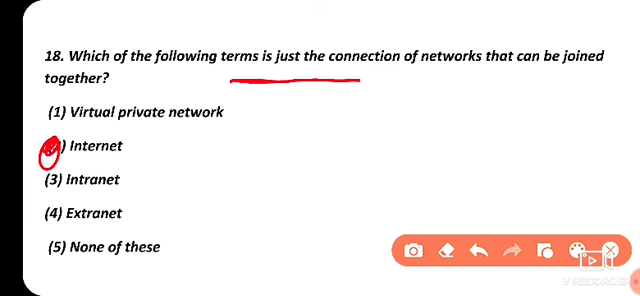 18. Which of the following terms is just the connection of networks that can be joined
together?
(1) Virtual private network
) Internet
(3) Intranet
(4) Extranet
(5) None of these
V RECORDER